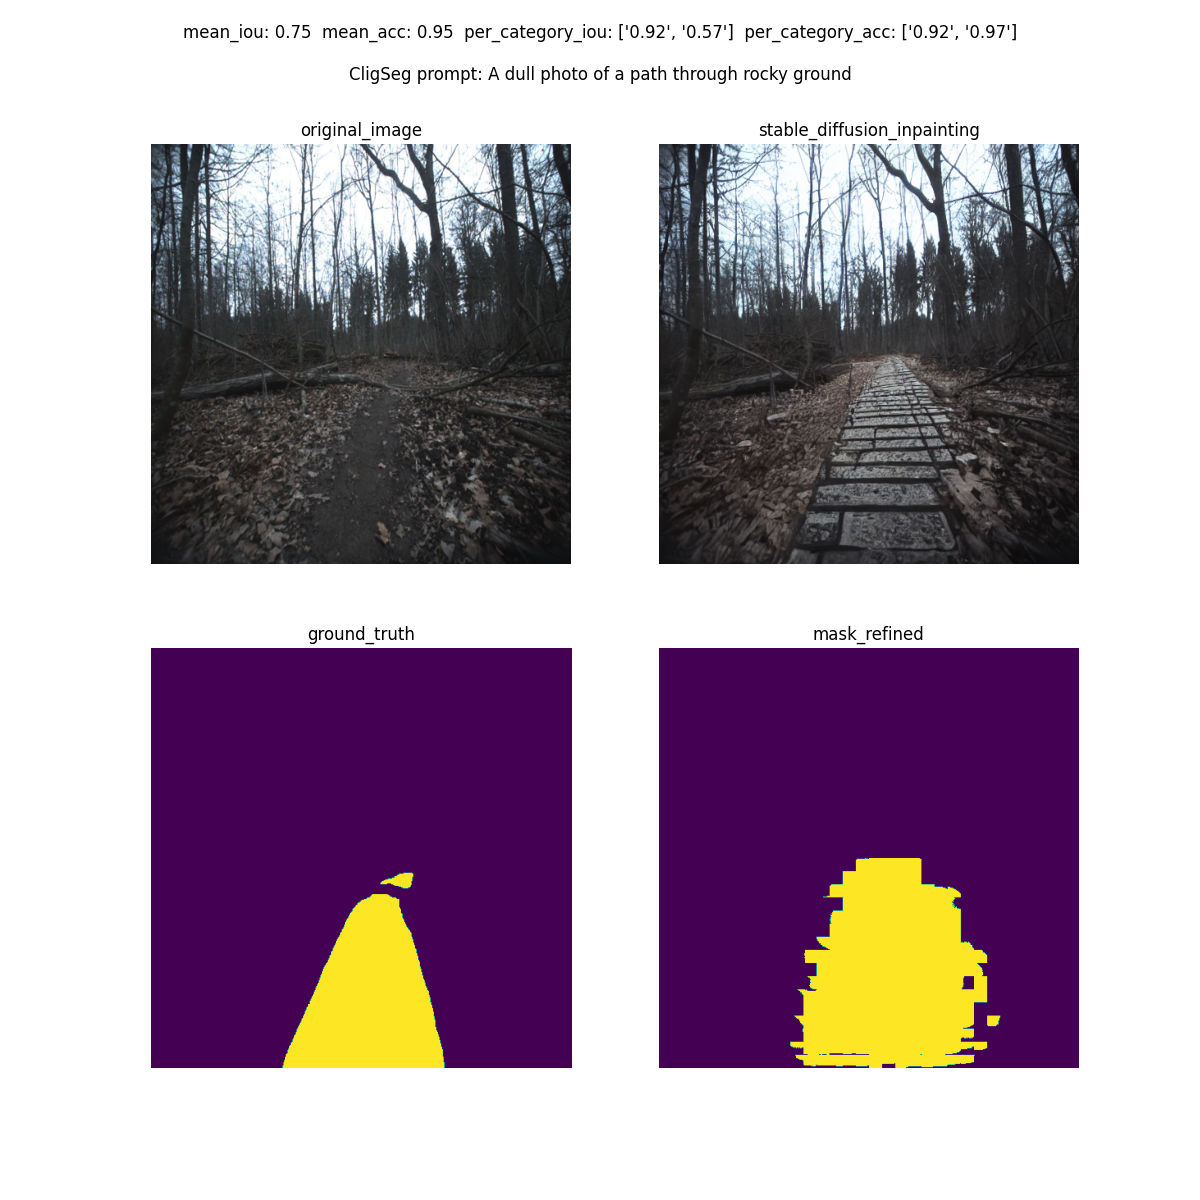 mean_iou: 0.75  mean_acc: 0.95  per_category_iou: ['0.92', '0.57']  per_category_acc: ['0.92', '0.97']
CligSeg prompt: A dull photo of a path through rocky ground
original_image
stable_diffusion_inpainting
ground_truth
mask_refined